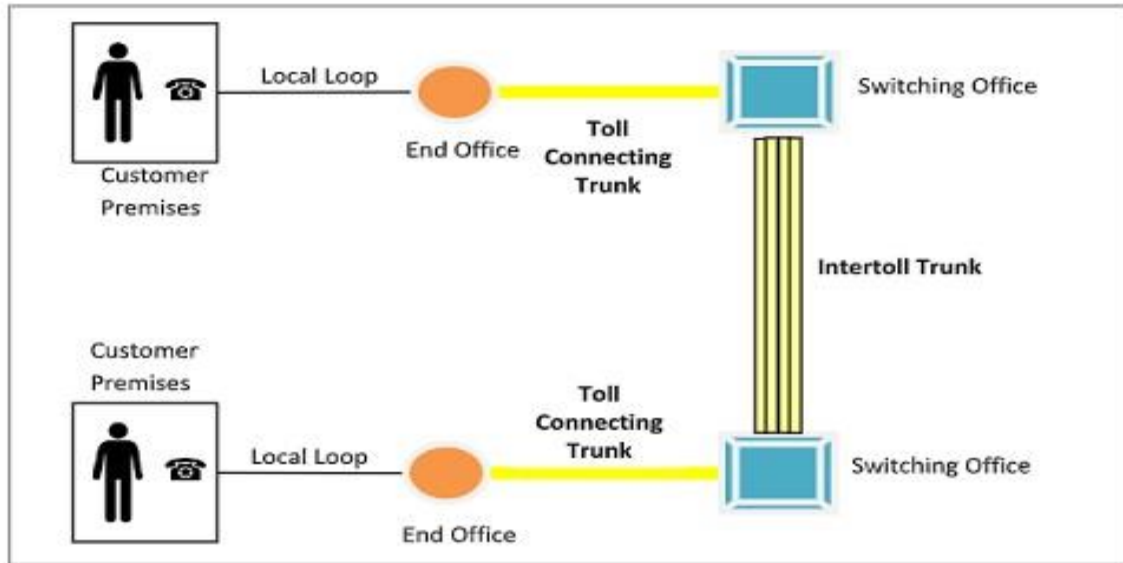 Local Loop
End Office
Toll
Connecting
Trunk
Switching Office
Customer
Premises
Intertoll Trunk
Customer
Premises
Local Loop
End Office
Toll
Connecting
Trunk
Switching Office